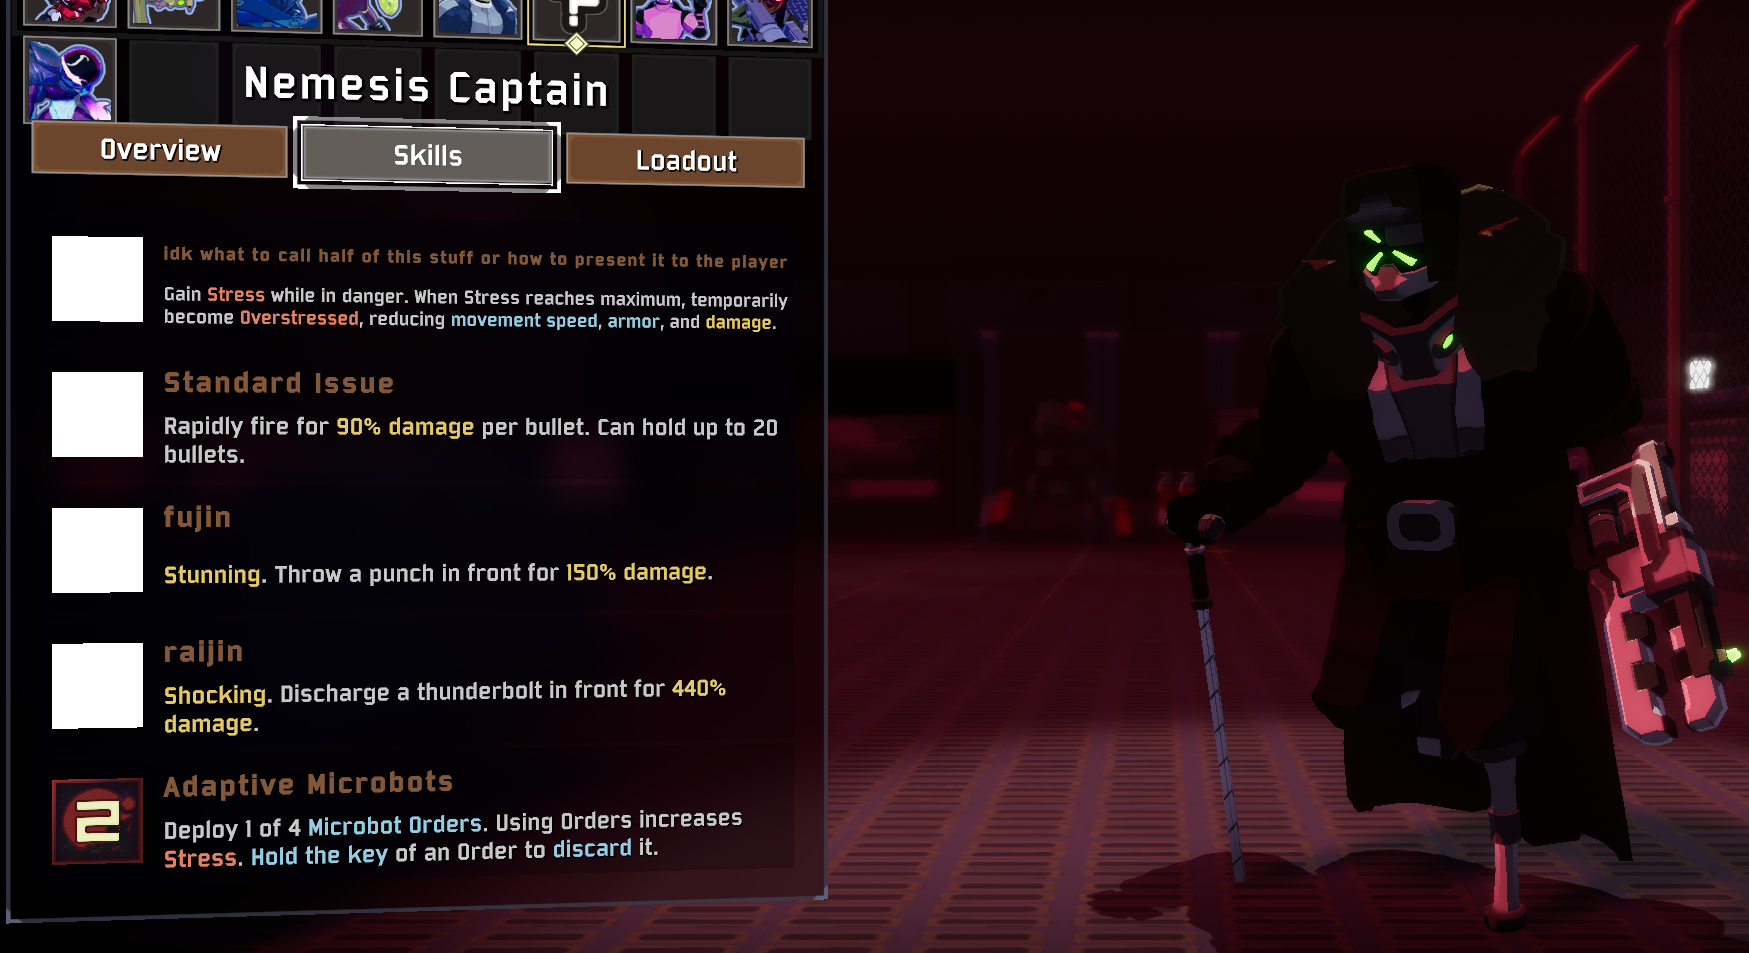 ?
Nemesis Captain
Overview
Skills
Loadout
idk what to call half of this stuff or how to present it to the player
Gain Stress while in danger. When Stress reaches maximum, temporarily
become Overstressed, reducing movement speed, armor, and damage.
Standard Issue
Rapidly fire for 90% damage per bullet. Can hold up to 20
bullets.
fujin
Stunning. Throw a punch in front for 150% damage.
raijin
Shocking. Discharge a thunderbolt in front for 440%
damage.
2
Adaptive Microbots
Deploy 1 of 4 Microbot Orders. Using Orders increases
Stress. Hold the key of an Order to discard it.